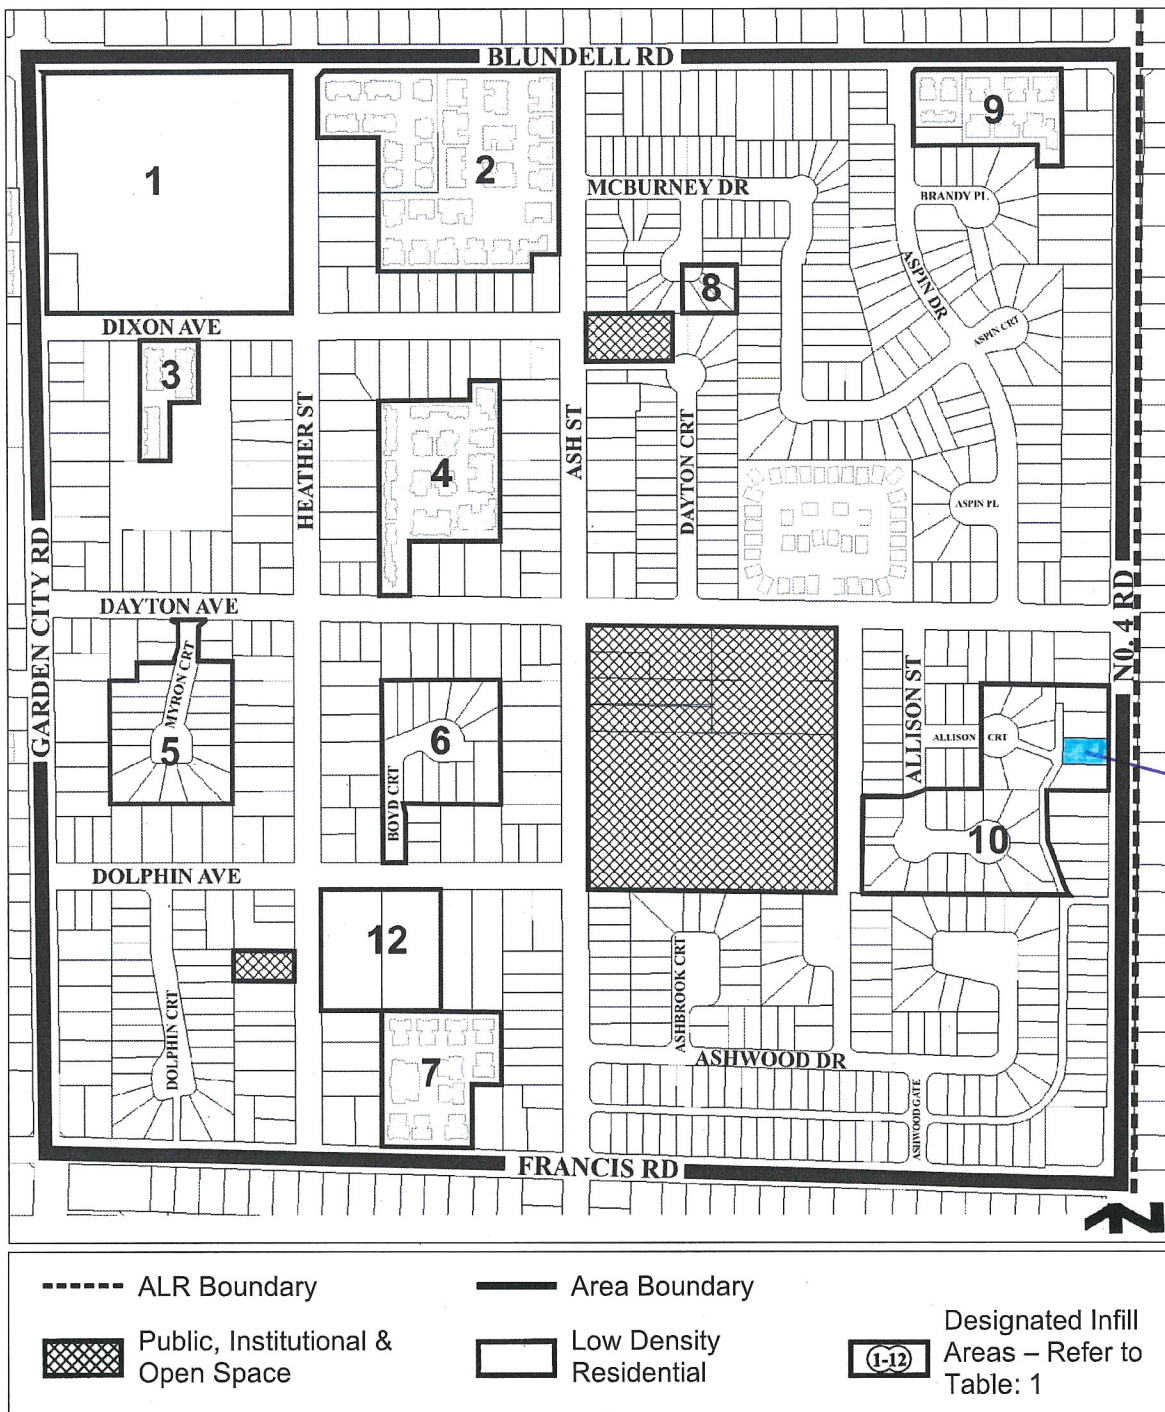 BLUNDELL RD
1
2
9
MCBURNEY DR
BRANDY PL
ASPIN DR
8
DIXON AVE
ASPIN CRT
3
HEATHER ST
4
ASH ST
DAYTON CRT
ASPIN PL
GARDEN CITY RD
DAYTON AVE
N0. 4 RD
MYRON CRT
5
6
BOYD CRT
ALLISON ST
ALLISON CRT
10
DOLPHIN AVE
12
DOLPHIN CRT
ASHBROOK CRT
7
ASHWOOD DR
ASHWOOD GATE
FRANCIS RD
N
ALR Boundary
Area Boundary
Public, Institutional &
Open Space
Low Density
Residential
(1-12)
Designated Infill
Areas – Refer to
Table: 1